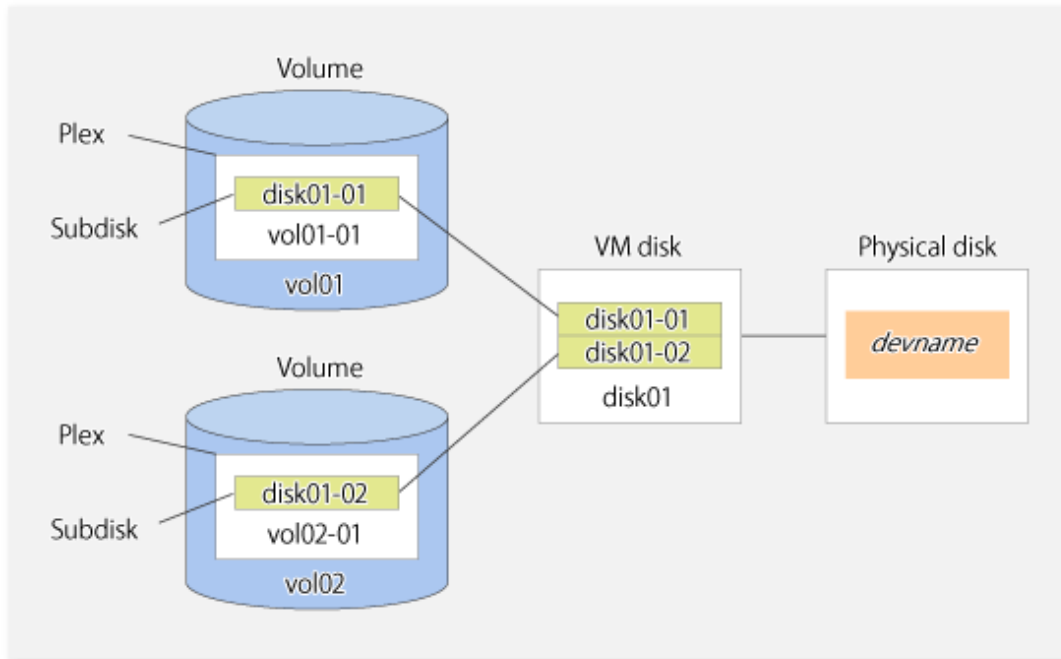 Volume
Plex
disk01-01
Subdisk
vol01-01
vol01
Volume
Plex
disk01-02
Subdisk
vol02-01
vol02
VM disk
disk01-01
disk01-02
disk01
Physical disk
devname